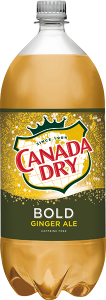 SINCE 1904
CANADA
DRY
BOLD
GINGER ALE
CAFFEINE FREE